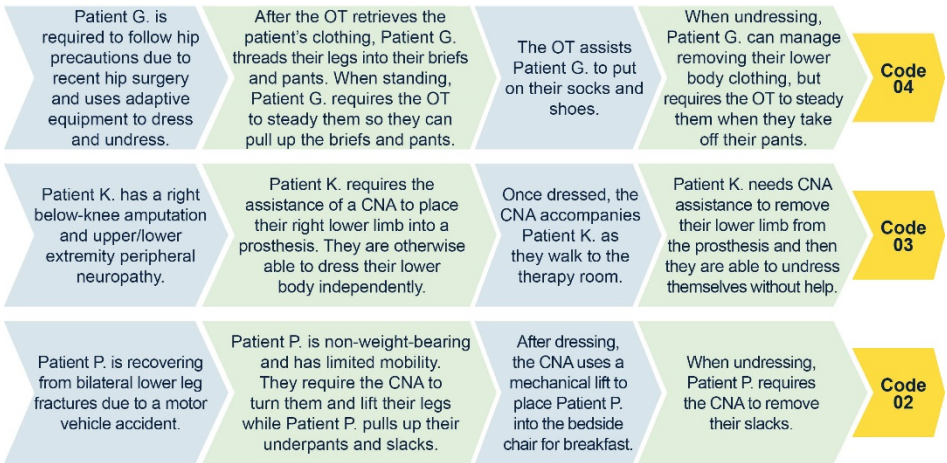 Patient G. is
required to follow hip
precautions due to
recent hip surgery
and uses adaptive
equipment to dress
and undress.
After the OT retrieves the
patient's clothing, Patient G.
threads their legs into their briefs
and pants. When standing,
Patient G. requires the OT
to steady them so they can
pull up the briefs and pants.
The OT assists
Patient G. to put
on their socks and
shoes.
When undressing,
Patient G. can manage
removing their lower
body clothing, but
requires the OT to steady
them when they take
off their pants.
Code
04
Patient K. has a right
below-knee amputation
and upper/lower
extremity peripheral
neuropathy.
Patient K. requires the
assistance of a CNA to place
their right lower limb into a
prosthesis. They are otherwise
able to dress their lower
body independently.
Once dressed, the
CNA accompanies
Patient K. as
they walk to the
therapy room.
Patient K. needs CNA
assistance to remove
their lower limb from
the prosthesis and then
they are able to undress
themselves without help.
Code
03
Patient P. is recovering
from bilateral lower leg
fractures due to a motor
vehicle accident.
Patient P. is non-weight-bearing
and has limited mobility.
They require the CNA to
turn them and lift their legs
while Patient P. pulls up their
underpants and slacks.
After dressing,
the CNA uses a
mechanical lift to
place Patient P.
into the bedside
chair for breakfast.
When undressing,
Patient P. requires
the CNA to remove
their slacks.
Code
02